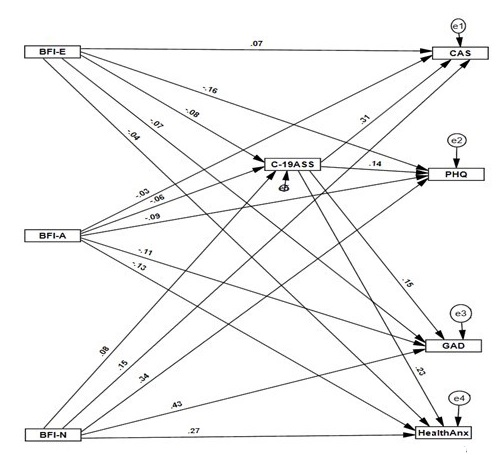 e1
.07
BFI-E
CAS
-.16
-.08
-.07
.31
-.04
e2
C-19ASS
.14
PHQ
-.03
-.06
-.09
BFI-A
-.11
-.13
.15
e3
GAD
.08
.15
.34
.23
e4
.43
.27
BFI-N
HealthAnx